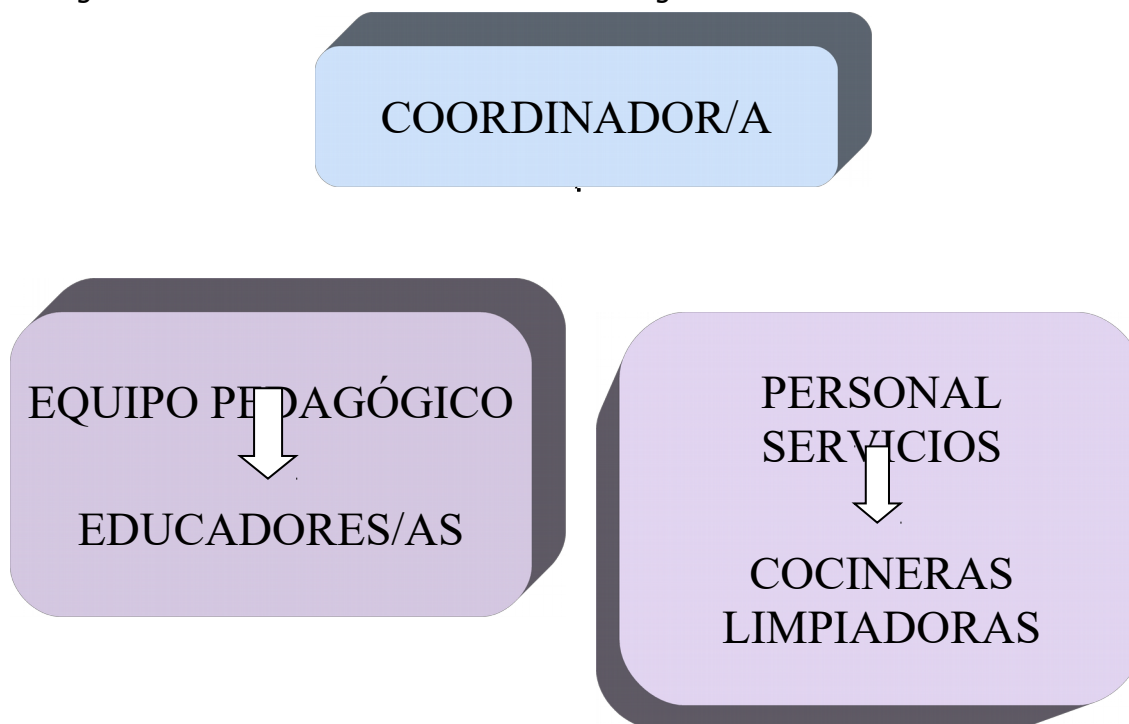 COORDINADOR/A
EQUIPO PEDAGÓGICO
EDUCADORES/AS
PERSONAL
SERVICIOS
COCINERAS
LIMPIADORAS